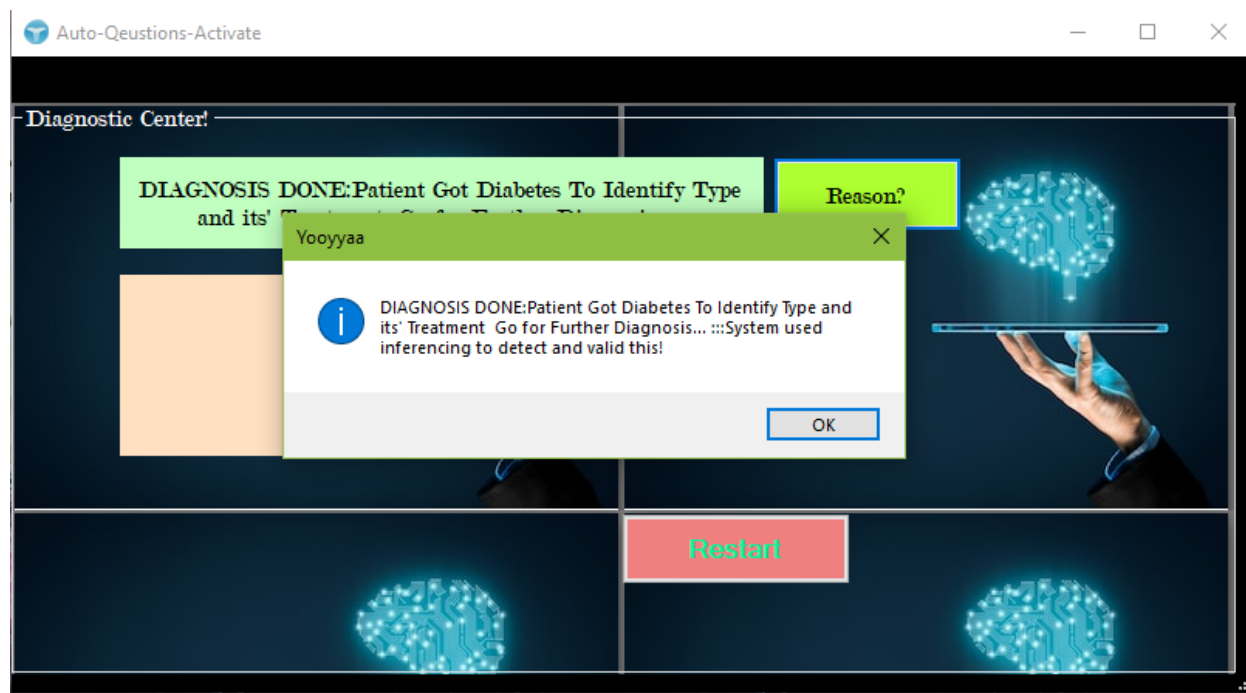 Auto-Qeustions-Activate
Diagnostic Center!
DIAGNOSIS DONE:Patient Got Diabetes To Identify Type
and its'
Reason?
Yooyyaa
DIAGNOSIS DONE:Patient Got Diabetes To Identify Type and
its' Treatment Go for Further Diagnosis... :::System used
inferencing to detect and valid this!
OK
Restart